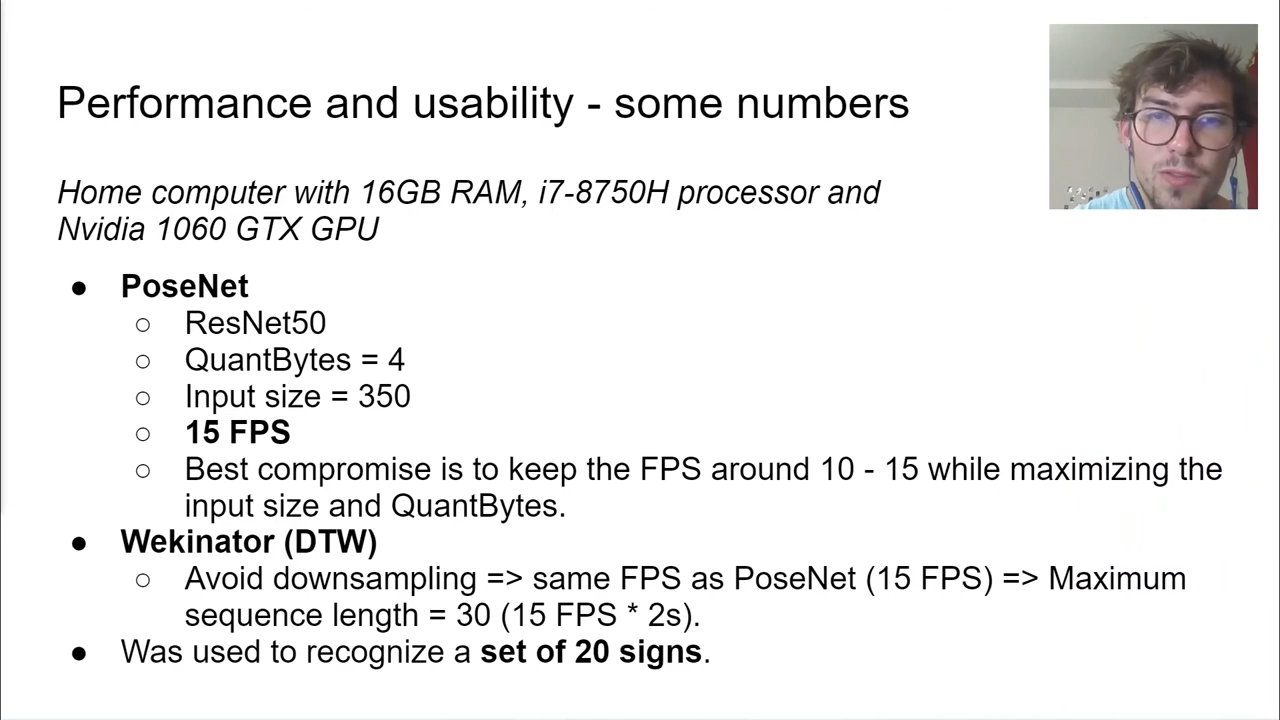 Performance and usability - some numbers
Home computer with 16GB RAM, i7-8750H processor and
Nvidia 1060 GTX GPU
● PoseNet
○ ResNet50
○ QuantBytes = 4
○ Input size = 350
○ 15 FPS
○ Best compromise is to keep the FPS around 10 - 15 while maximizing the
input size and QuantBytes.
● Wekinator (DTW)
○ Avoid downsampling => same FPS as PoseNet (15 FPS) => Maximum
sequence length = 30 (15 FPS * 2s).
● Was used to recognize a set of 20 signs.